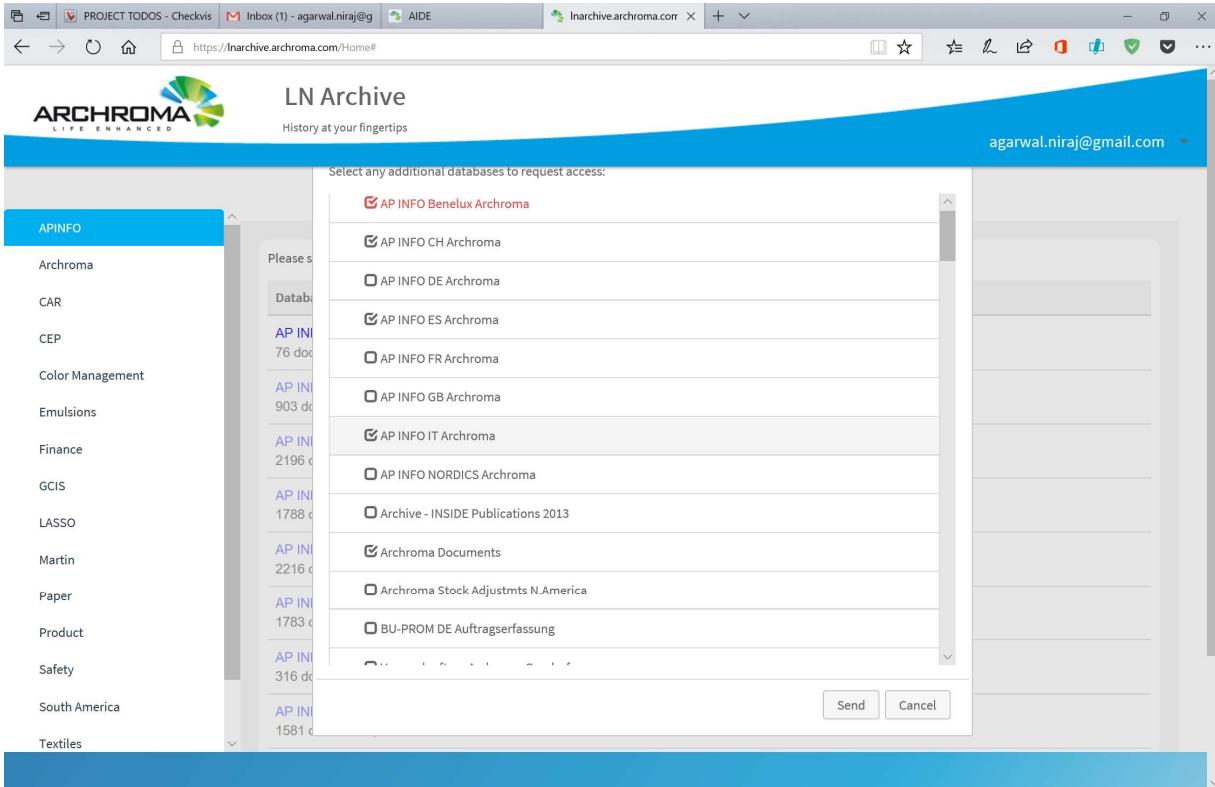 PROJECT TODOS - Checkvis
Inbox (1) - agarwal.niraj@g
AIDE
lnarchive.archroma.com
https://lnarchive.archroma.com/Home#
ARCHROMA
LIFE ENHANCED
LN Archive
History at your fingertips
agarwal.niraj@gmail.com
Select any additional databases to request access:
AP INFO Benelux Archroma
AP INFO CH Archroma
AP INFO DE Archroma
AP INFO ES Archroma
AP INFO FR Archroma
AP INFO GB Archroma
AP INFO IT Archroma
AP INFO NORDICS Archroma
Archive - INSIDE Publications 2013
Archroma Documents
Archroma Stock Adjustmts N.America
BU-PROM DE Auftragserfassung
Send
Cancel
APINFO
Archroma
CAR
CEP
Color Management
Emulsions
Finance
GCIS
LASSO
Martin
Paper
Product
Safety
South America
Textiles
Please s
Databa
AP INI
76 doc
AP INI
903 do
AP INI
2196 d
AP INI
1788 d
AP INI
2216 d
AP INI
1783 d
AP INI
316 do
AP INI
1581 d